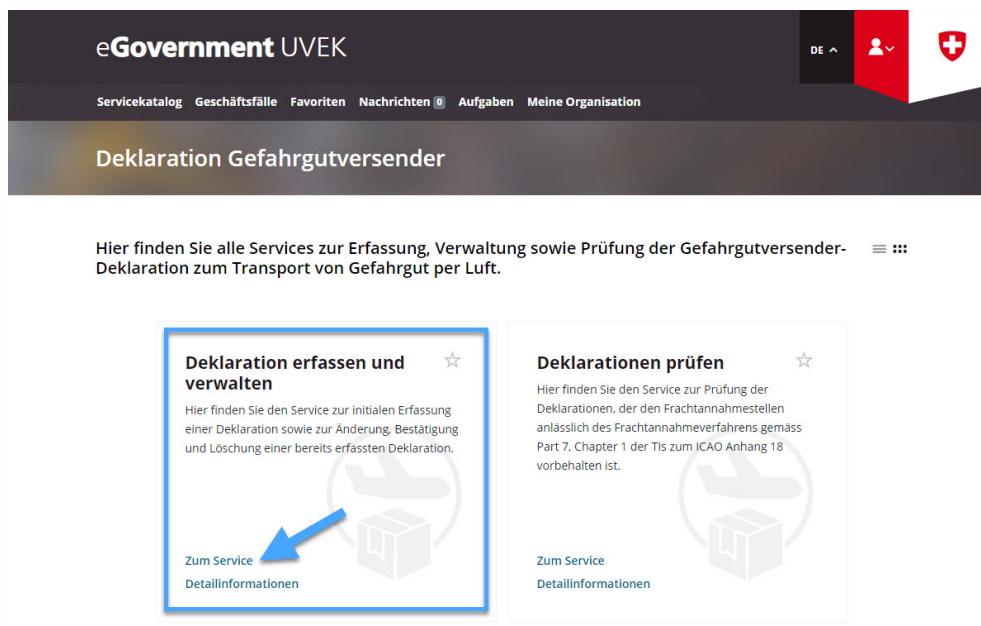 eGovernment UVEK
DE
Servicekatalog Geschäftsfälle Favoriten Nachrichten 0 Aufgaben Meine Organisation
Deklaration Gefahrgutversender
Hier finden Sie alle Services zur Erfassung, Verwaltung sowie Prüfung der Gefahrgutversender-
Deklaration zum Transport von Gefahrgut per Luft.
Deklaration erfassen und
verwalten
Hier finden Sie den Service zur initialen Erfassung
einer Deklaration sowie zur Änderung, Bestätigung
und Löschung einer bereits erfassten Deklaration.
Zum Service
Detailinformationen
Deklarationen prüfen
Hier finden Sie den Service zur Prüfung der
Deklarationen, der den Frachtannahmestellen
anlässlich des Frachtannahmeverfahrens gemäss
Part 7, Chapter 1 der TIs zum ICAO Anhang 18
vorbehalten ist.
Zum Service
Detailinformationen